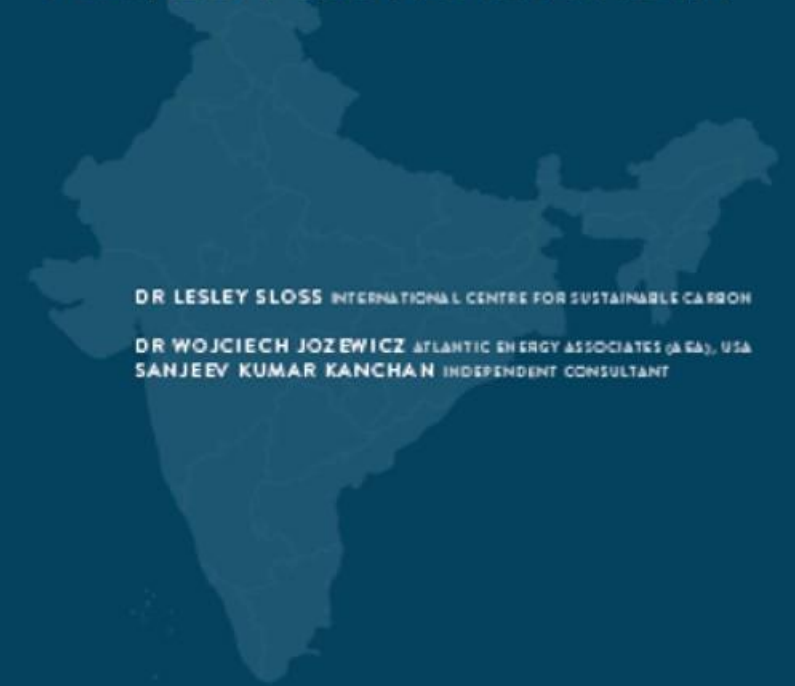 DR LESLEY SLOSS INTERNATIONAL CENTRE FOR SUSTAINABLE CARBON
DR WOJCIECH JOZEWICZ ATLANTIC ENERGY ASSOCIATES (AEA), USA
SANJEEV KUMAR KANCHAN INDEPENDENT CONSULTANT